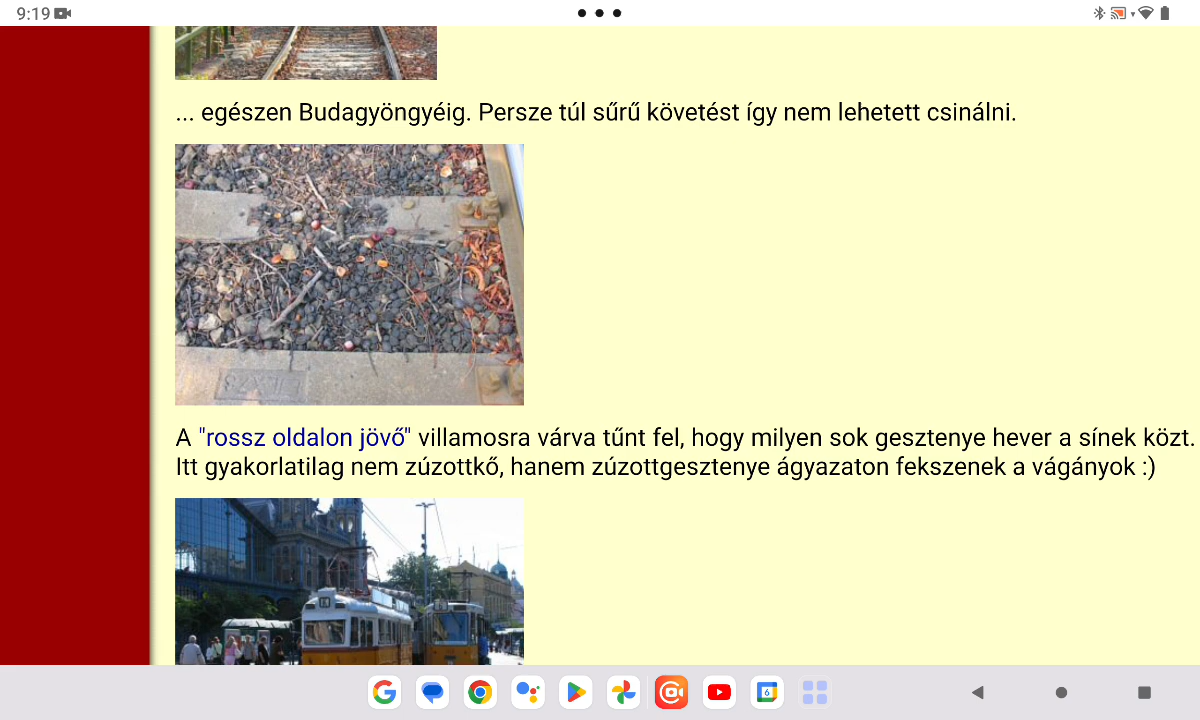 9:19
... egészen Budagyöngyéig. Persze túl sűrű követést így nem lehetett csinálni.
A "rossz oldalon jövő" villamosra várva tűnt fel, hogy milyen sok gesztenye hever a sínek közt.
Itt gyakorlatilag nem zúzottkő, hanem zúzottgesztenye ágyazaton fekszenek a vágányok :)
6